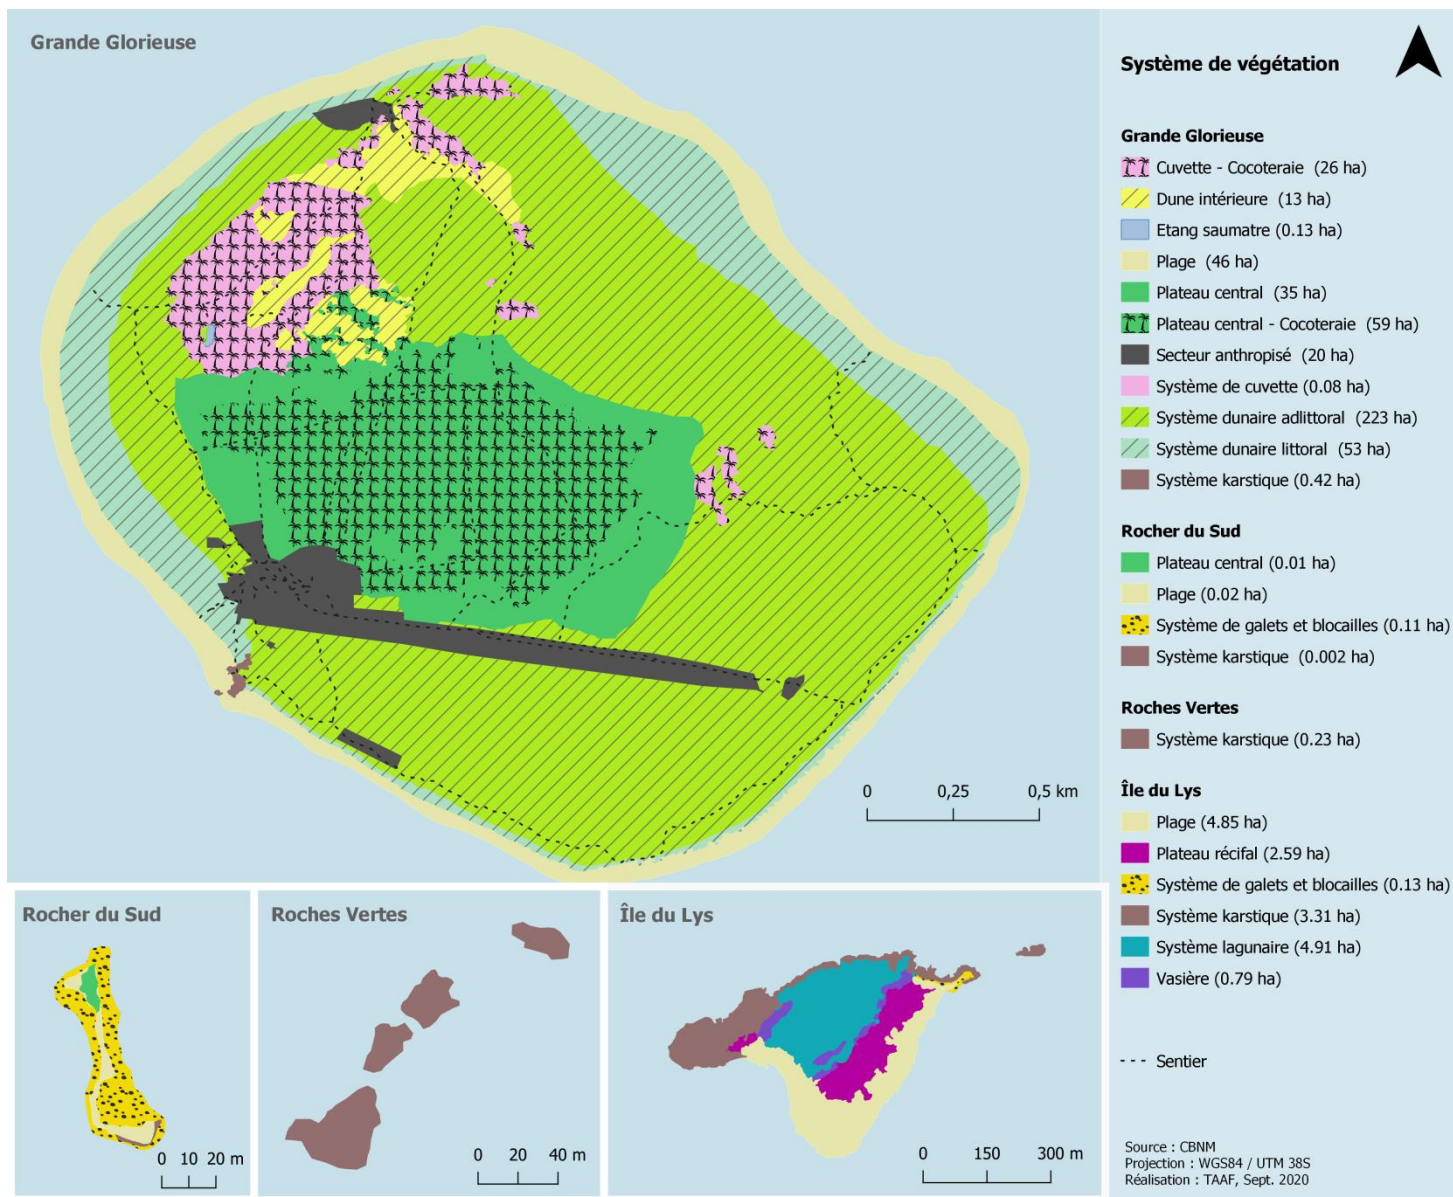 Grande Glorieuse
0 0,25 0,5 km
Rocher du Sud
0 10 20 m
Roches Vertes
0 20 40 m
Île du Lys
0 150 300 m
Système de végétation
Grande Glorieuse
Cuvette - Cocoteraie (26 ha)
Dune intérieure (13 ha)
Etang saumatre (0.13 ha)
Plage (46 ha)
Plateau central (35 ha)
Plateau central - Cocoteraie (59 ha)
Secteur anthropisé (20 ha)
Système de cuvette (0.08 ha)
Système dunaire adlittoral (223 ha)
Système dunaire littoral (53 ha)
Système karstique (0.42 ha)
Rocher du Sud
Plateau central (0.01 ha)
Plage (0.02 ha)
Système de galets et blocailles (0.11 ha)
Système karstique (0.002 ha)
Roches Vertes
Système karstique (0.23 ha)
Île du Lys
Plage (4.85 ha)
Plateau récifal (2.59 ha)
Système de galets et blocailles (0.13 ha)
Système karstique (3.31 ha)
Système lagunaire (4.91 ha)
Vasière (0.79 ha)
Sentier
Source : CBNM
Projection : WGS84 / UTM 38S
Réalisation : TAAF, Sept. 2020